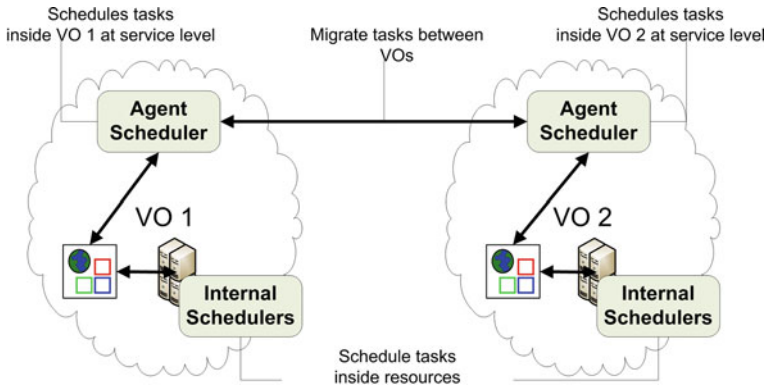 Schedules tasks
inside VO 1 at service level
Migrate tasks between
VOs
Schedules tasks
inside VO 2 at service level
Agent
Scheduler
Agent
Scheduler
VO 1
VO 2
Internal
Schedulers
Internal
Schedulers
Schedule tasks
inside resources